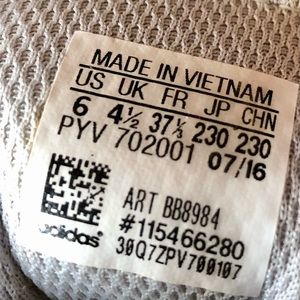 MADE IN VIETNAM
US UK FR JP CHN
6 4½ 37⅓ 230 230
PYV 702001 07/16
ART BB8984
#115466280
adidas
30Q7ZPV700107